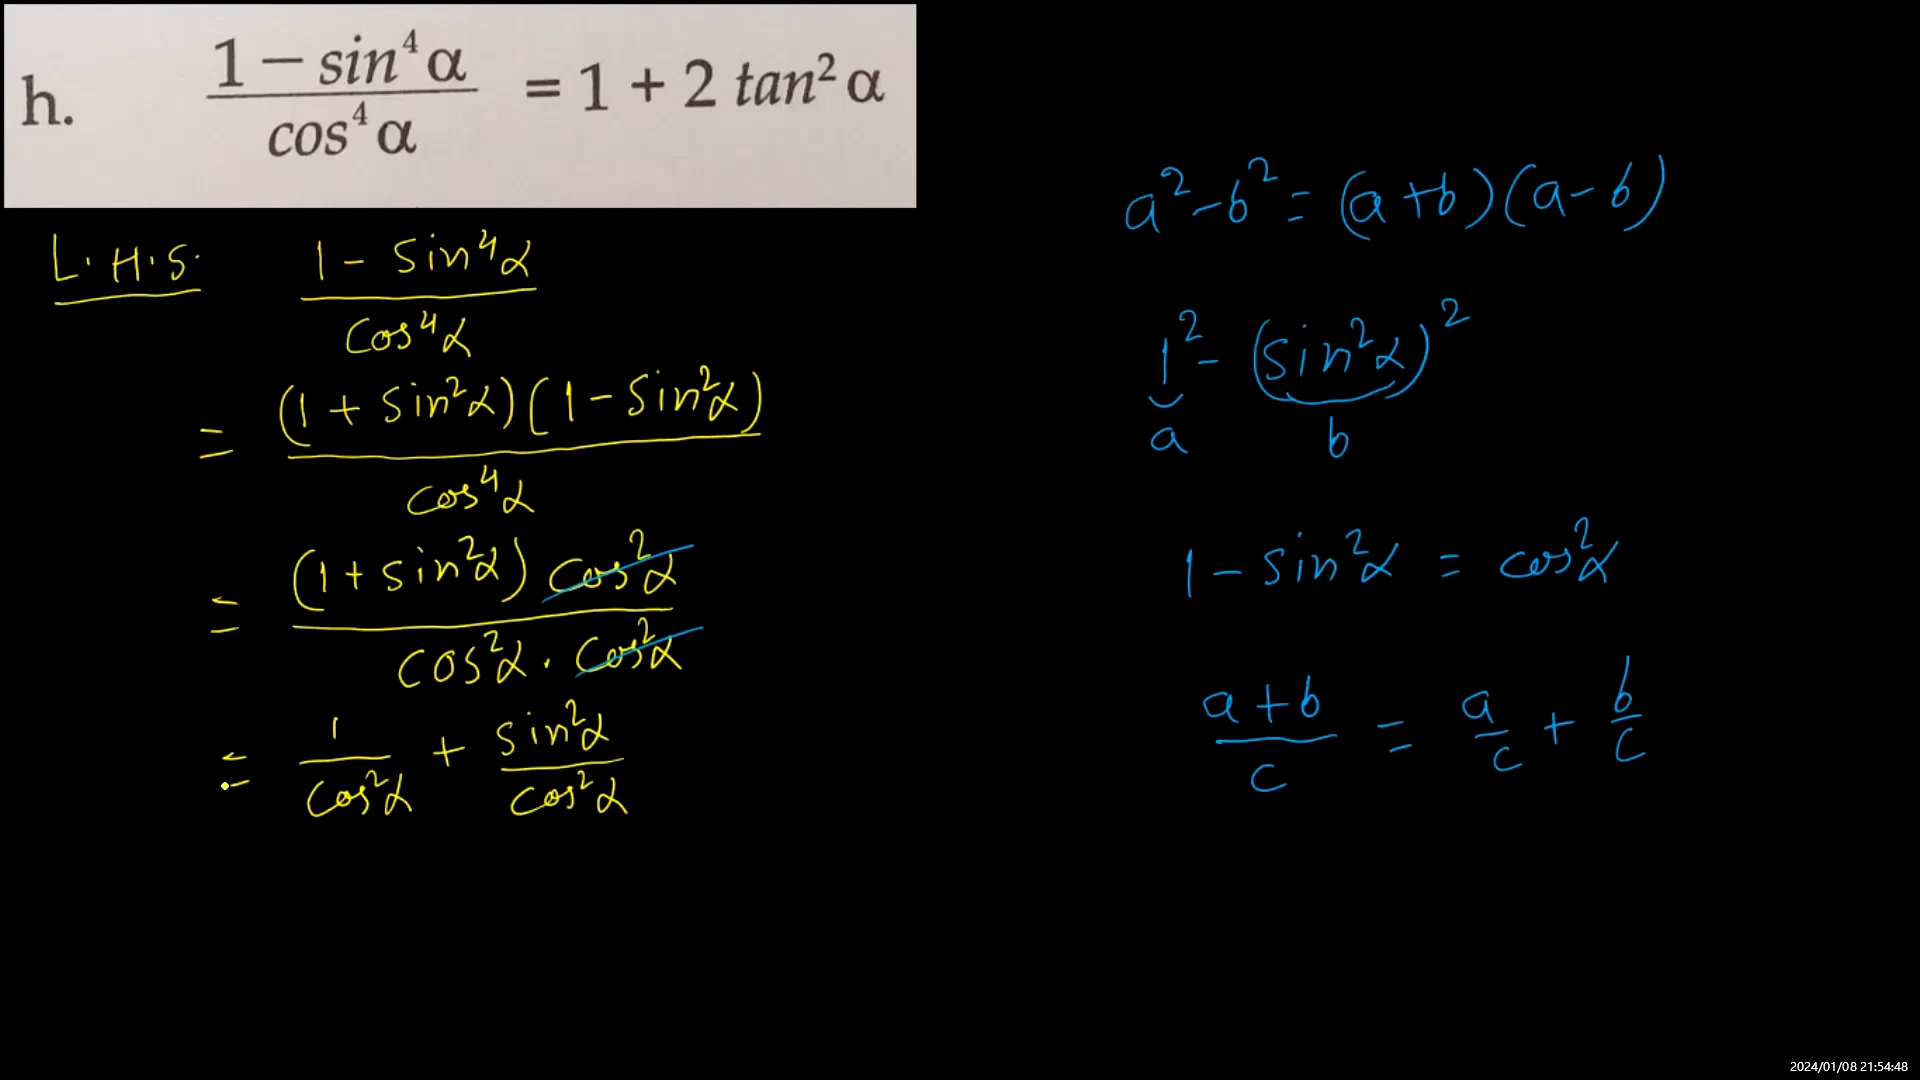 h. (1 − sin⁴α)/(cos⁴α) = 1 + 2 tan²α
L.H.S. (1 - Sin⁴α)/(Cos⁴α)
= ((1 + Sin²α)(1 - Sin²α))/(Cos⁴α)
= ((1 + sin²α) Cos²α)/(Cos²α . Cos²α)
= 1/(Cos²α) + (sin²α)/(Cos²α)
a² - b² = (a + b)(a - b)
1² - (sin²α)²
a b
1 - sin²α = cos²α
(a + b)/c = a/c + b/c
2024/01/08 21:54:48